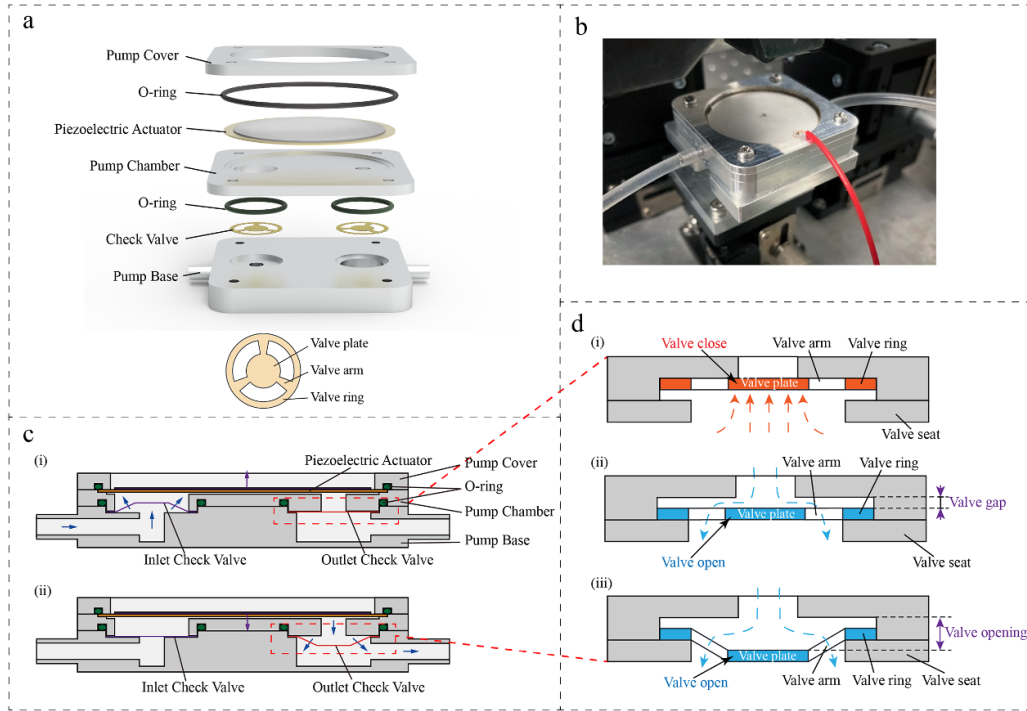 a
Pump Cover
O-ring
Piezoelectric Actuator
Pump Chamber
O-ring
Check Valve
Pump Base
Valve plate
Valve arm
Valve ring
b
c
(i)
Piezoelectric Actuator
Pump Cover
O-ring
Pump Chamber
Pump Base
Inlet Check Valve
Outlet Check Valve
(ii)
Inlet Check Valve
Outlet Check Valve
d
(i)
Valve close
Valve arm
Valve ring
Valve plate
Valve seat
(ii)
Valve arm
Valve ring
Valve gap
Valve plate
Valve open
Valve seat
(iii)
Valve opening
Valve plate
Valve open
Valve arm
Valve ring
Valve seat